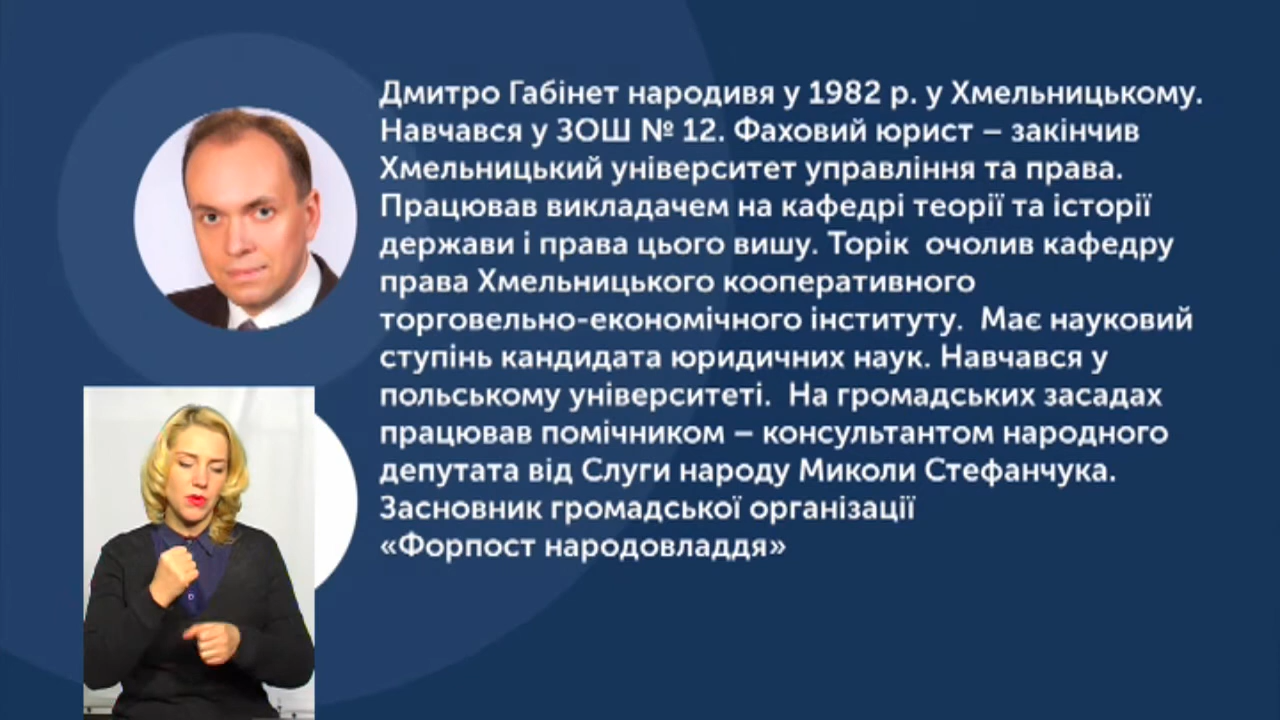 Дмитро Габінет народивя у 1982 р. у Хмельницькому.
Навчався у ЗОШ № 12. Фаховий юрист – закінчив
Хмельницький університет управління та права.
Працював викладачем на кафедрі теорії та історії
держави і права цього вишу. Торік  очолив кафедру
права Хмельницького кооперативного
торговельно-економічного інституту.  Має науковий
ступінь кандидата юридичних наук. Навчався у
польському університеті.  На громадських засадах
працював помічником – консультантом народного
депутата від Слуги народу Миколи Стефанчука.
Засновник громадської організації
«Форпост народовладдя»